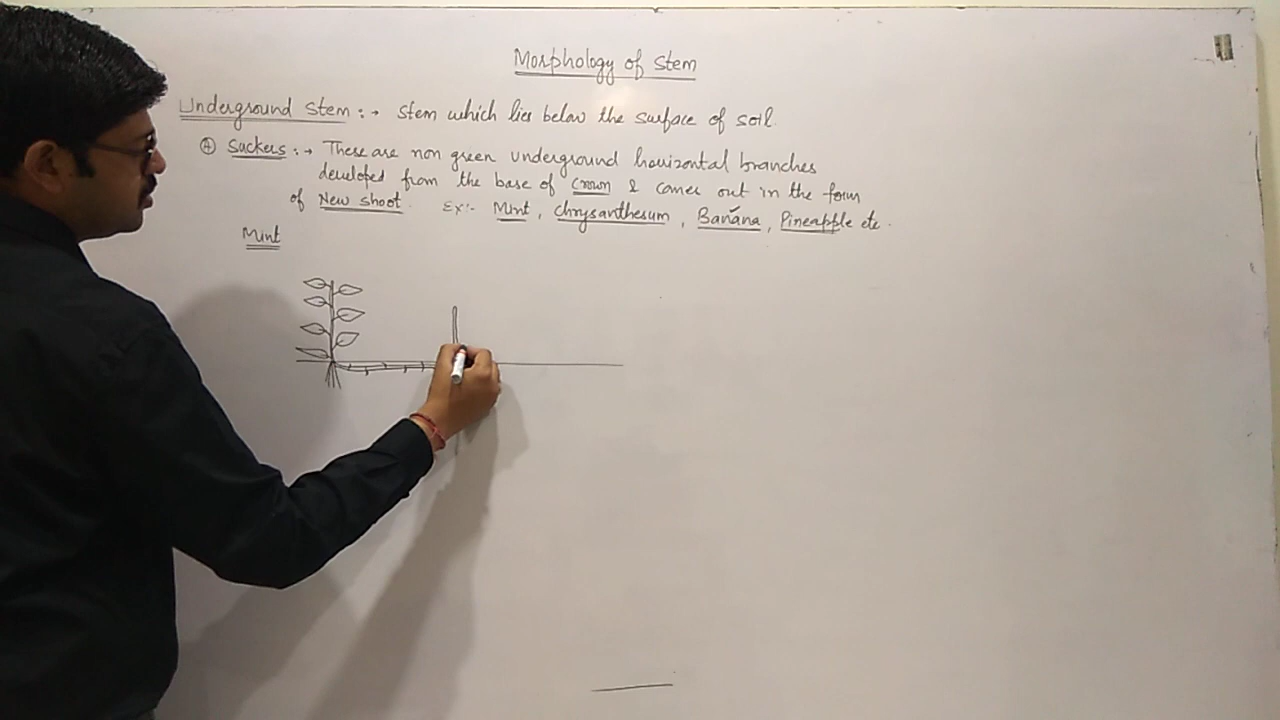 Morphology of Stem
Underground Stem :→ Stem which lies below the surface of soil.
Ⓐ Suckers :→ These are non green underground hourizontal branches
developed from the base of Crown & comes out in the form
of New shoot. Ex:- Mint, Chrysanthesum, Banana, Pineapple etc.
Mint